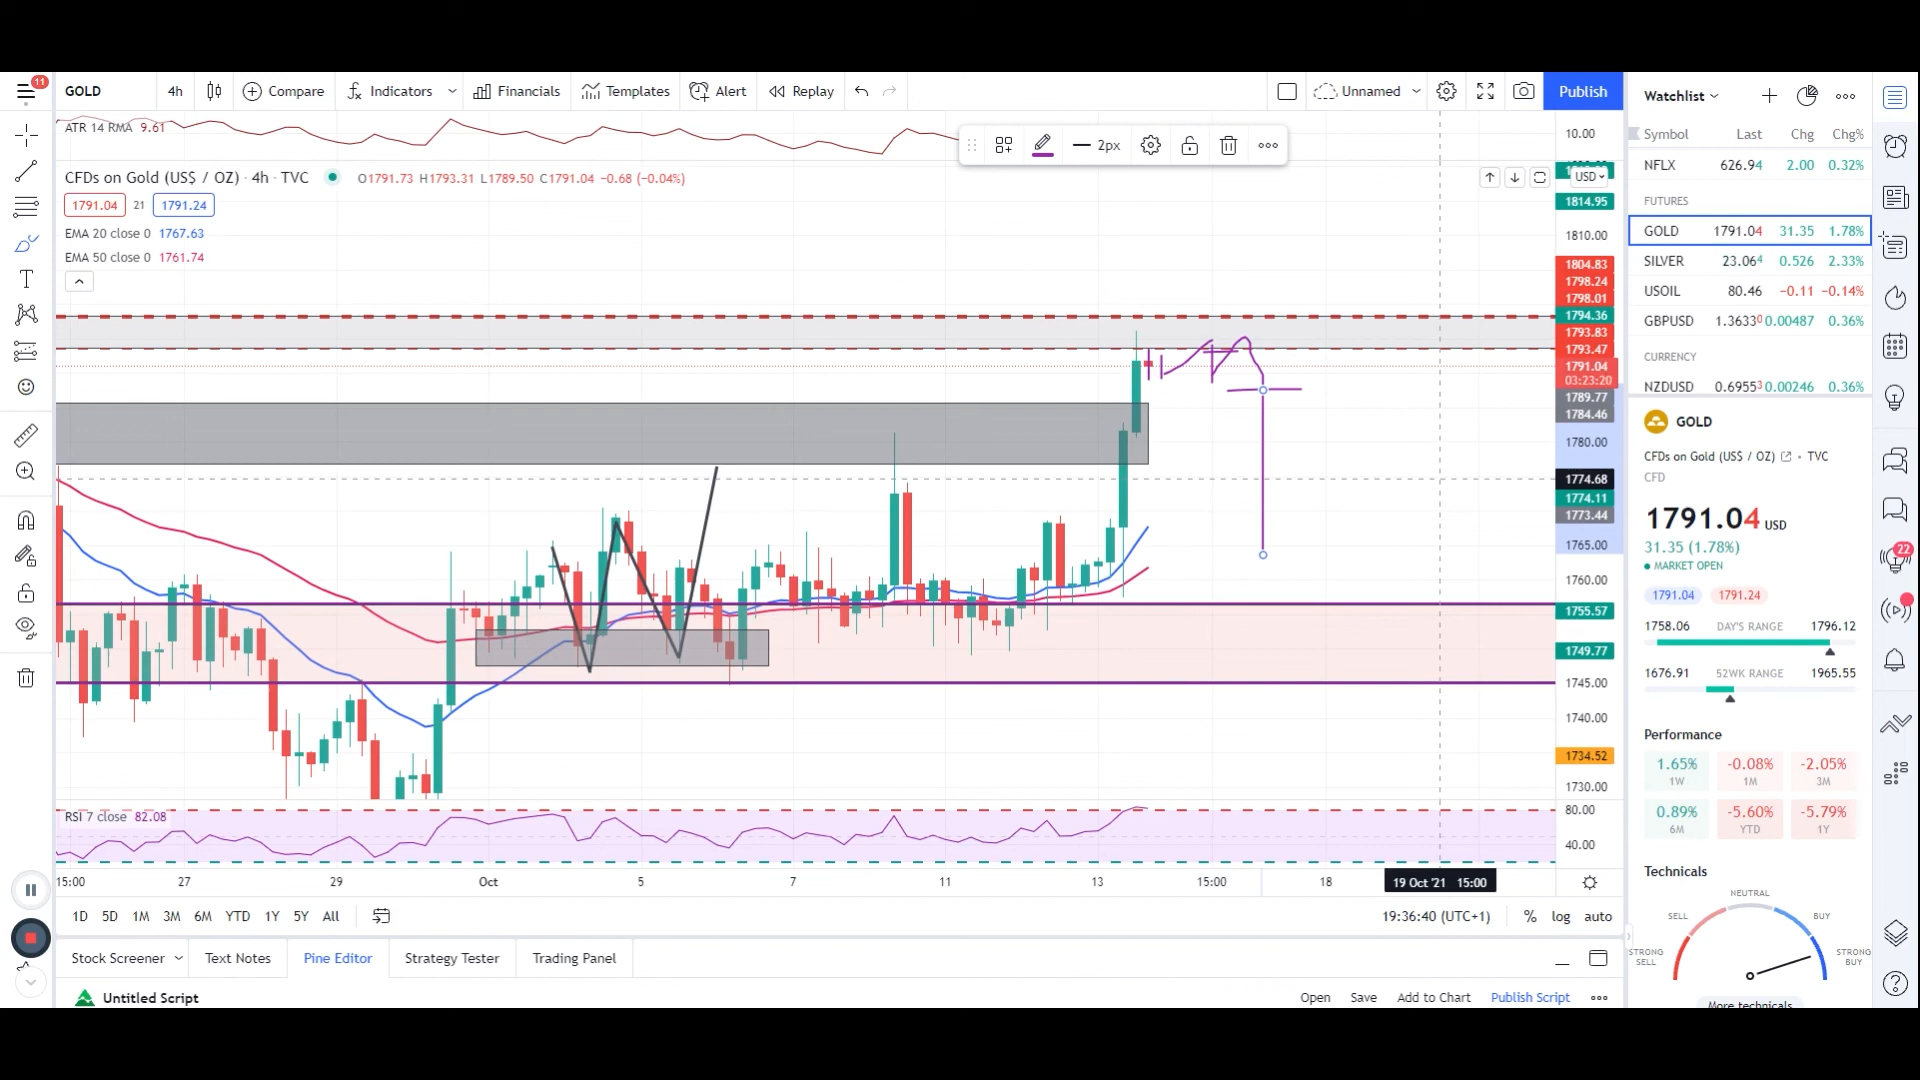 11
GOLD 4h Compare Indicators Financials Templates Alert Replay Unnamed Publish
ATR 14 RMA 9.61
2px
CFDs on Gold (US$ / OZ) · 4h · TVC O1791.73 H1793.31 L1789.50 C1791.04 −0.68 (−0.04%)
1791.04 21 1791.24
EMA 20 close 0 1767.63
EMA 50 close 0 1761.74
10.00
USD
1814.95
1810.00
1804.83
1798.24
1798.01
1794.36
1793.83
1793.47
1791.04
03:23:20
1789.77
1784.46
1780.00
1774.68
1774.11
1773.44
1765.00
1760.00
1755.57
1749.77
1745.00
1740.00
1734.52
1730.00
RSI 7 close 82.08
80.00
40.00
15:00 27 29 Oct 5 7 11 13 15:00 18 19 Oct '21 15:00
1D 5D 1M 3M 6M YTD 1Y 5Y All
19:36:40 (UTC+1) % log auto
Stock Screener Text Notes Pine Editor Strategy Tester Trading Panel
Untitled Script
Open Save Add to Chart Publish Script
Watchlist
Symbol Last Chg Chg%
NFLX 626.94 2.00 0.32%
FUTURES
GOLD 1791.04 31.35 1.78%
SILVER 23.064 0.526 2.33%
USOIL 80.46 −0.11 −0.14%
GBPUSD 1.36330 0.00487 0.36%
CURRENCY
NZDUSD 0.69553 0.00246 0.36%
GOLD
CFDs on Gold (US$ / OZ) • TVC
CFD
1791.04 USD
31.35 (1.78%)
MARKET OPEN
1791.04 1791.24
1758.06 DAY'S RANGE 1796.12
1676.91 52WK RANGE 1965.55
Performance
1.65% -0.08% -2.05%
1W 1M 3M
0.89% -5.60% -5.79%
6M YTD 1Y
Technicals
NEUTRAL
SELL BUY
STRONG SELL STRONG BUY
More technicals
22